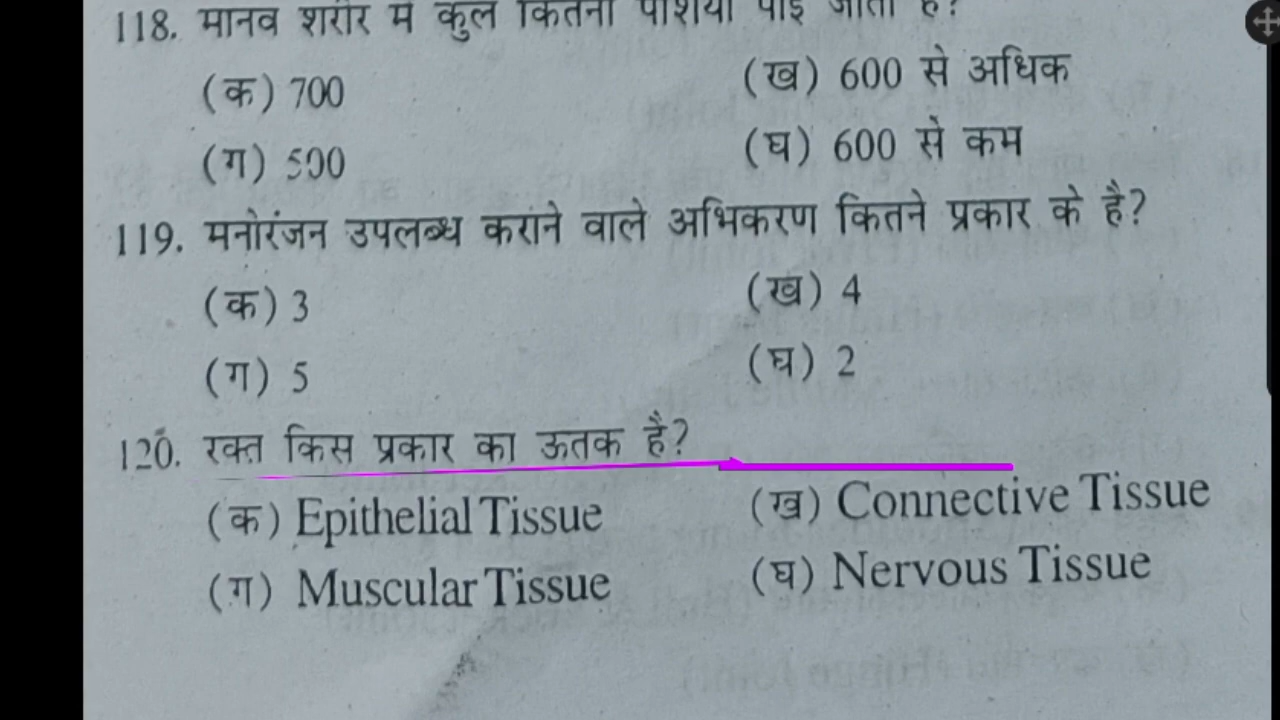 118. मानव शरीर में कुल कितनी पेशियाँ पाई जाती है?
(क) 700 (ख) 600 से अधिक
(ग) 500 (घ) 600 से कम
119. मनोरंजन उपलब्ध कराने वाले अभिकरण कितने प्रकार के है?
(क) 3 (ख) 4
(ग) 5 (घ) 2
120. रक्त किस प्रकार का ऊतक है?
(क) Epithelial Tissue (ख) Connective Tissue
(ग) Muscular Tissue (घ) Nervous Tissue